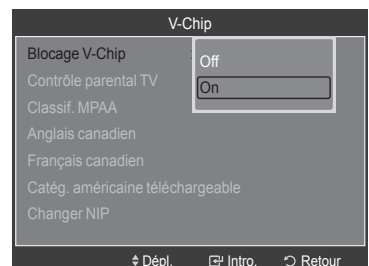 V-Chip
Blocage V-Chip :
Off
On
Contrôle parental TV
Classif. MPAA
Anglais canadien
Français canadien
Catég. américaine téléchargeable
Changer NIP
Dépl. Intro. Retour